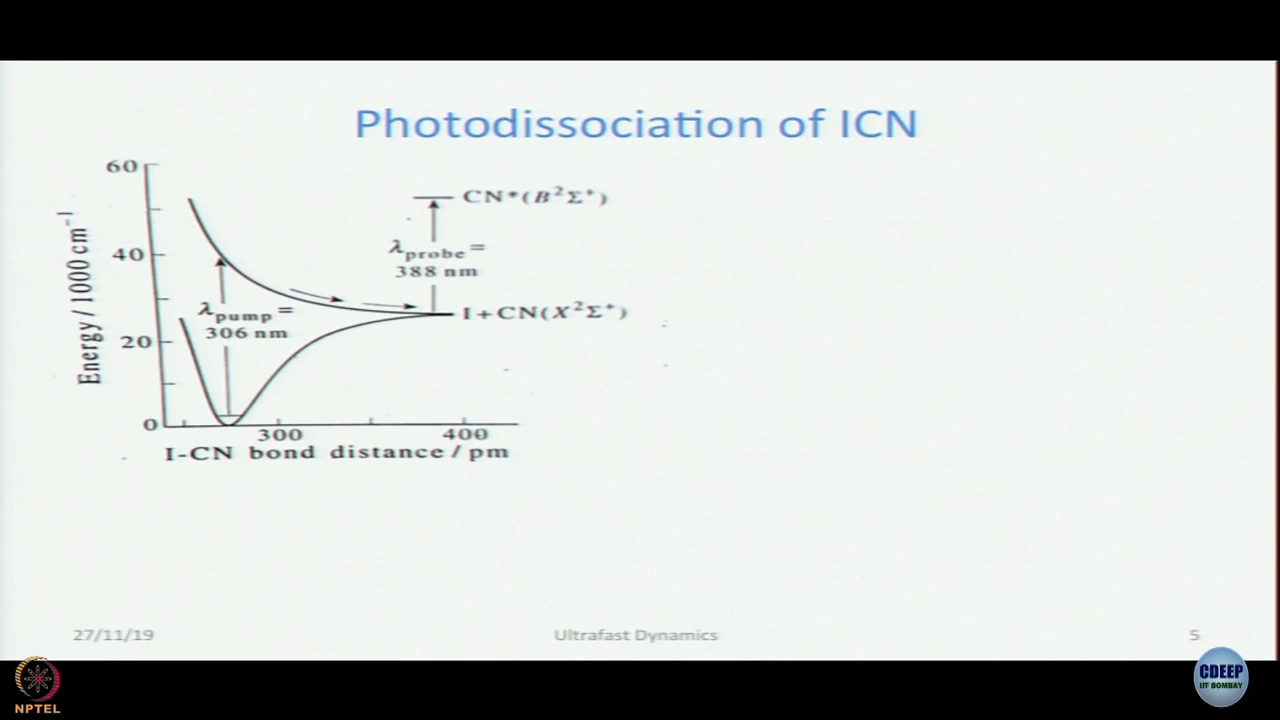 Photodissociation of ICN
60
40
20
0
Energy / 1000 cm⁻¹
CN*(B²Σ⁺)
λprobe =
388 nm
λpump =
306 nm
I + CN(X²Σ⁺)
300
400
I-CN bond distance / pm
27/11/19
Ultrafast Dynamics
5
NPTEL
CDEEP
IIT BOMBAY